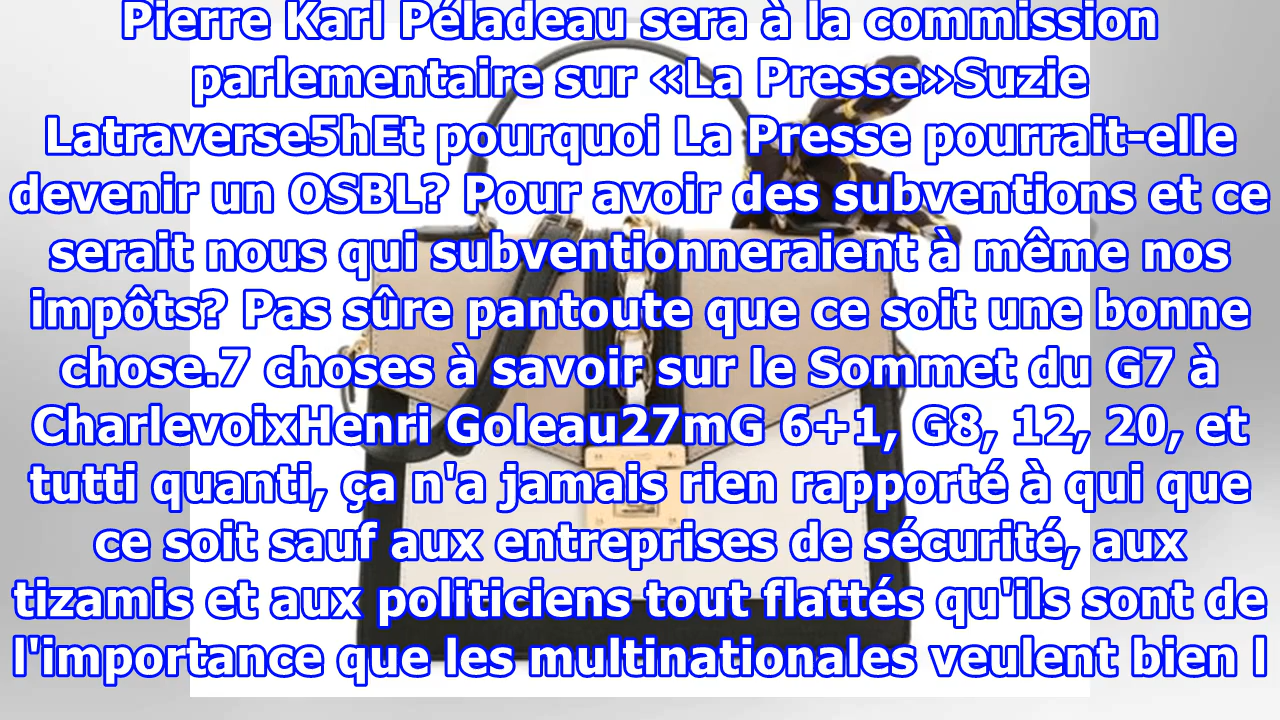 Pierre Karl Péladeau sera à la commission
parlementaire sur «La Presse»Suzie
Latraverse5hEt pourquoi La Presse pourrait-elle
devenir un OSBL? Pour avoir des subventions et ce
serait nous qui subventionneraient à même nos
impôts? Pas sûre pantoute que ce soit une bonne
chose.7 choses à savoir sur le Sommet du G7 à
CharlevoixHenri Goleau27mG 6+1, G8, 12, 20, et
tutti quanti, ça n'a jamais rien rapporté à qui que
ce soit sauf aux entreprises de sécurité, aux
tizamis et aux politiciens tout flattés qu'ils sont de
l'importance que les multinationales veulent bien l